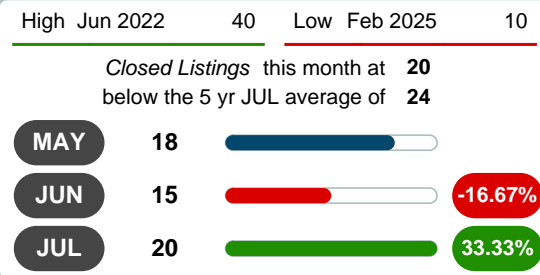 High Jun 2022 40 Low Feb 2025 10
Closed Listings this month at 20
below the 5 yr JUL average of 24
MAY 18
JUN 15 -16.67%
JUL 20 33.33%